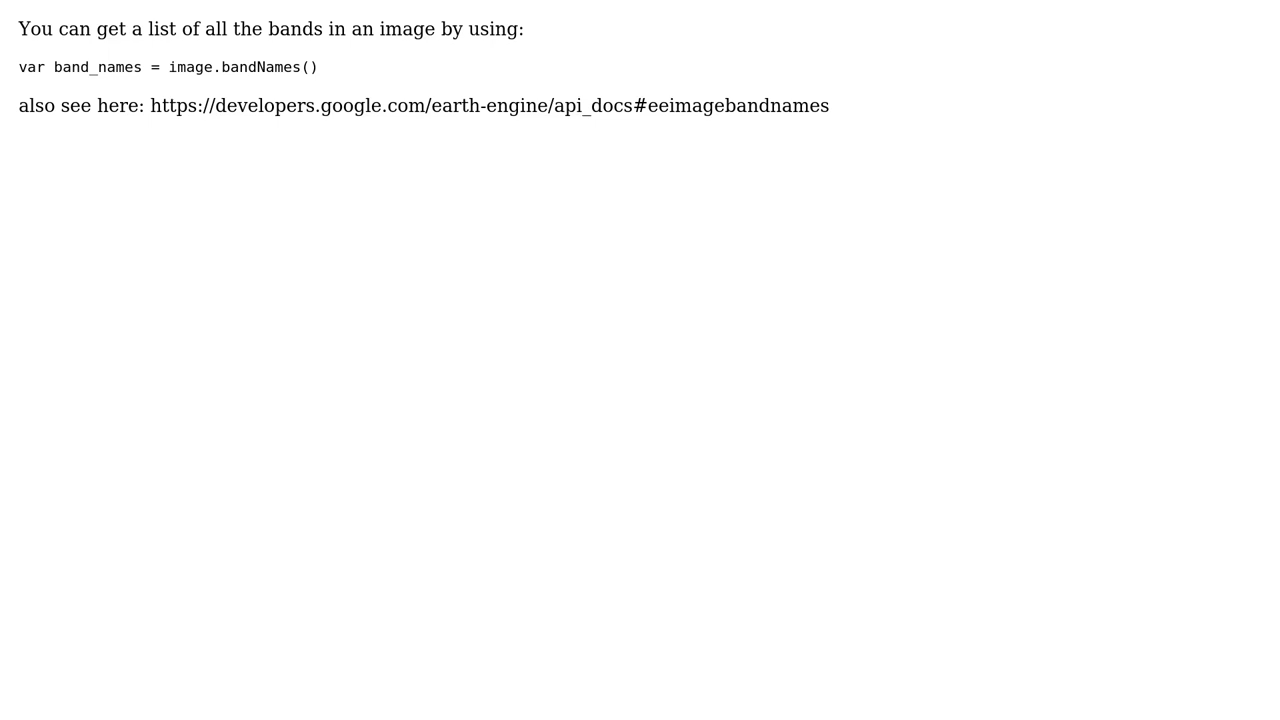 You can get a list of all the bands in an image by using:
var band_names = image.bandNames()
also see here: https://developers.google.com/earth-engine/api_docs#eeimagebandnames